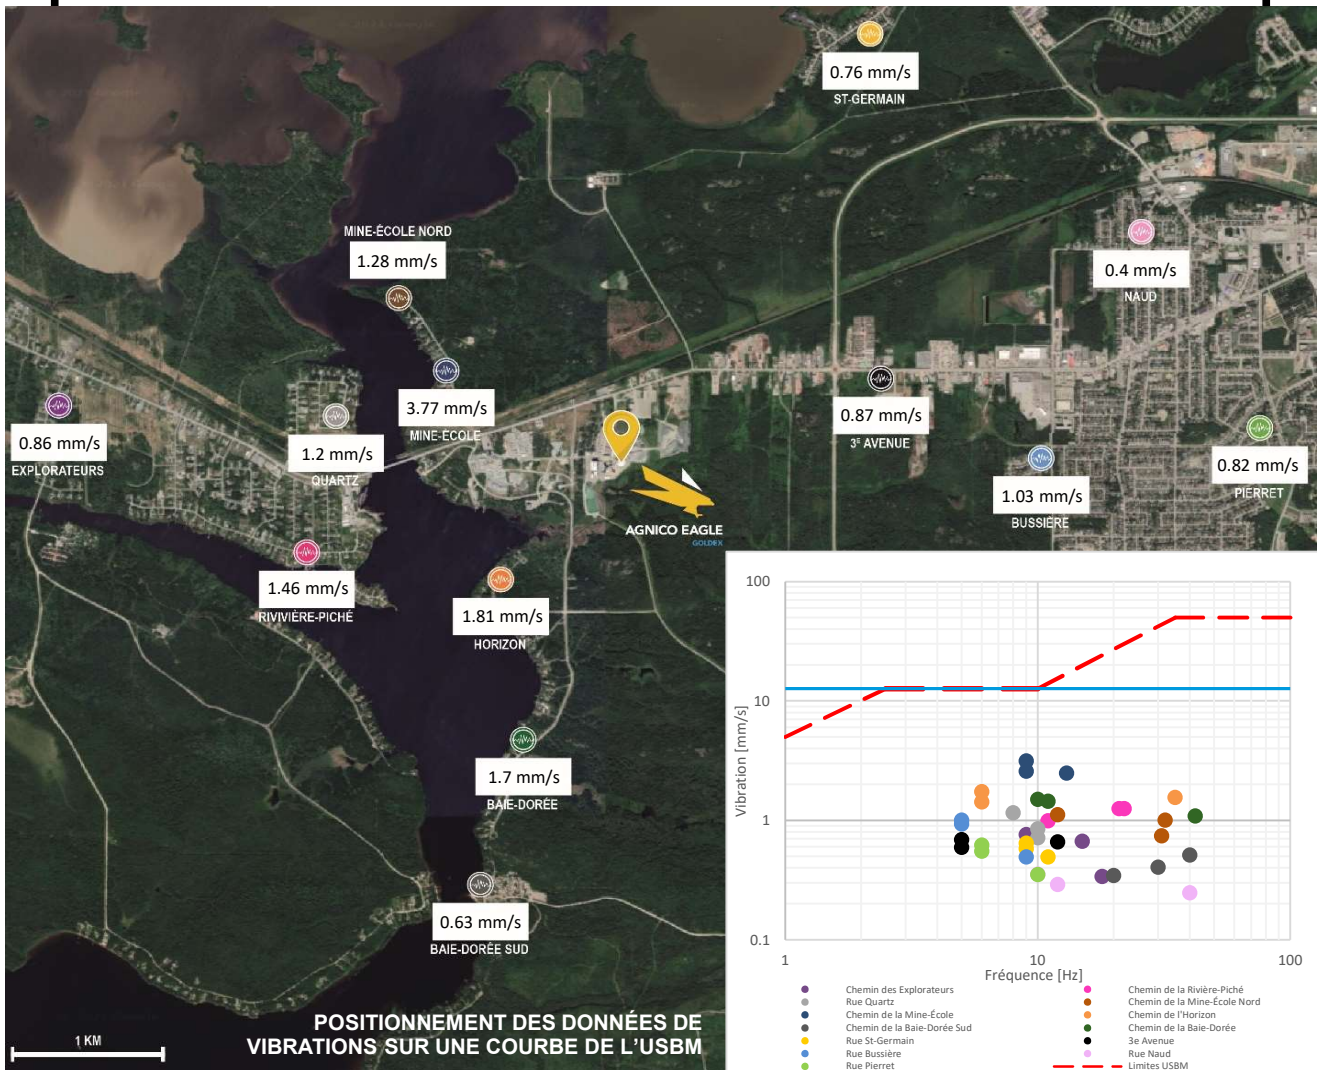 0.76 mm/s
ST-GERMAIN
MINE-ÉCOLE NORD
1.28 mm/s
0.4 mm/s
NAUD
3.77 mm/s
MINE-ÉCOLE
0.86 mm/s
EXPLORATEURS
1.2 mm/s
QUARTZ
0.87 mm/s
3E AVENUE
0.82 mm/s
PIERRET
1.03 mm/s
BUSSIÈRE
AGNICO EAGLE
GOLDEX
1.46 mm/s
RIVIVIÈRE-PICHÉ
1.81 mm/s
HORIZON
1.7 mm/s
BAIE-DORÉE
0.63 mm/s
BAIE-DORÉE SUD
POSITIONNEMENT DES DONNÉES DE
VIBRATIONS SUR UNE COURBE DE L'USBM
1 KM
100
10
1
0.1
Vibration [mm/s]
1
10
100
Fréquence [Hz]
Chemin des Explorateurs
Rue Quartz
Chemin de la Mine-École
Chemin de la Baie-Dorée Sud
Rue St-Germain
Rue Bussière
Rue Pierret
Chemin de la Rivière-Piché
Chemin de la Mine-École Nord
Chemin de l'Horizon
Chemin de la Baie-Dorée
3e Avenue
Rue Naud
Limites USBM